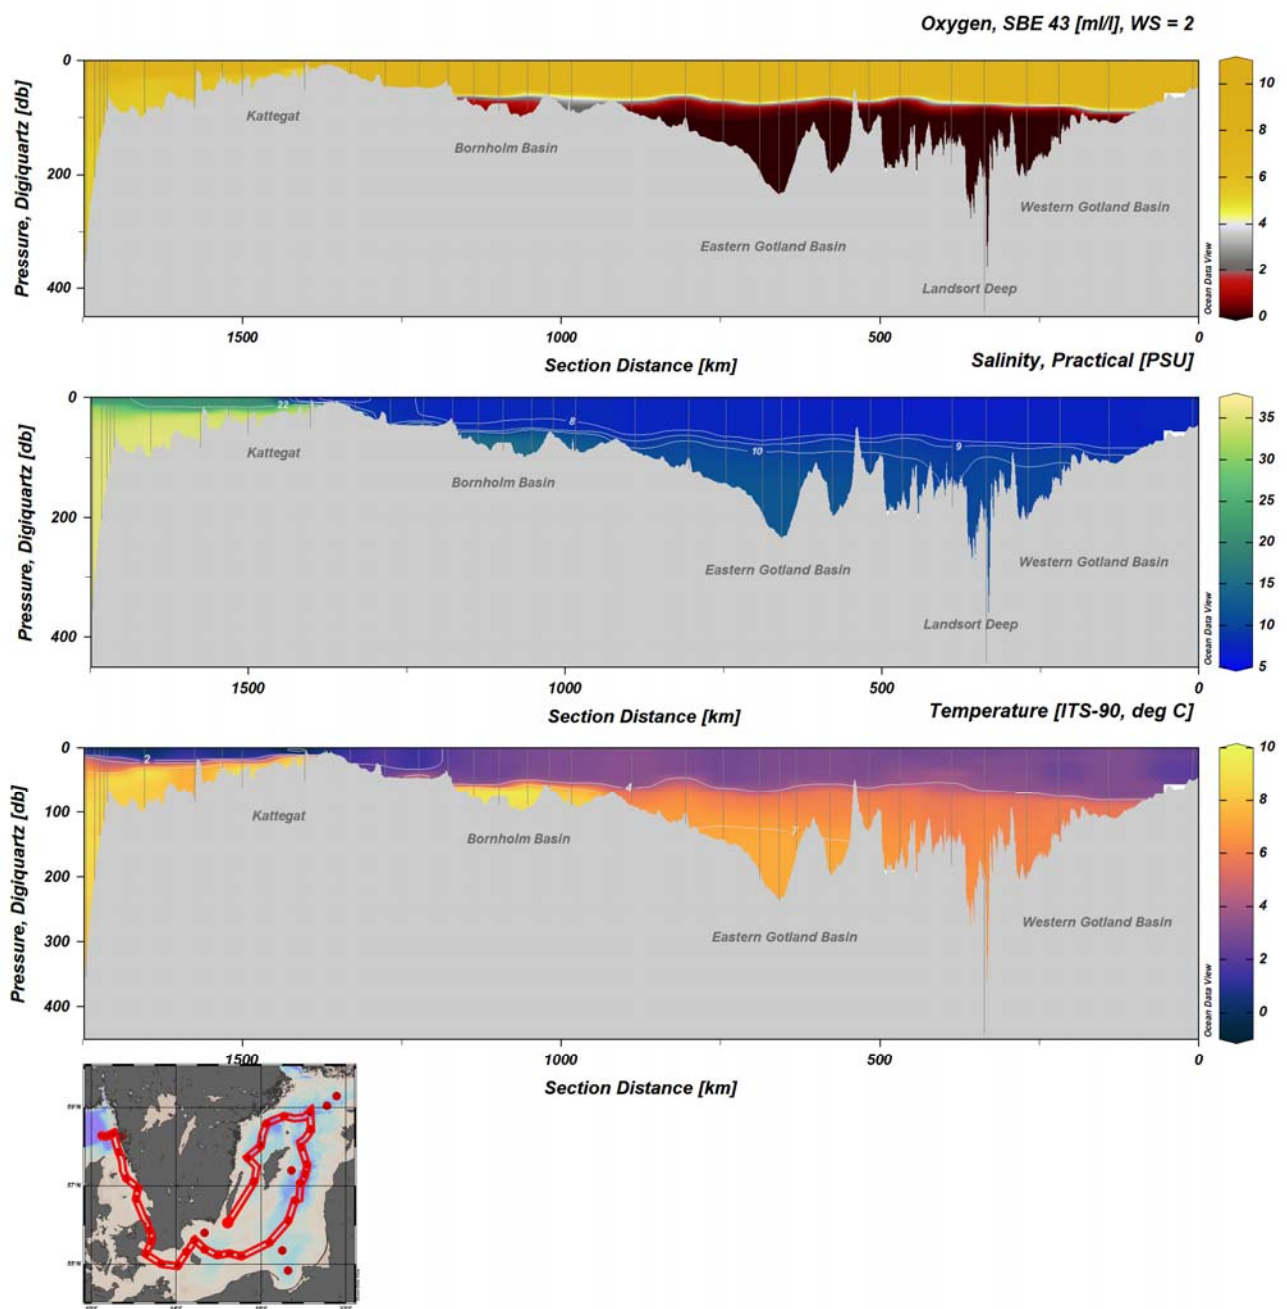 Oxygen, SBE 43 [ml/l], WS = 2
Pressure, Digiquartz [db]
0
200
400
Kattegat
Bornholm Basin
Eastern Gotland Basin
Landsort Deep
Western Gotland Basin
Ocean Data View
10
8
6
4
2
0
1500
1000
500
0
Section Distance [km]
Salinity, Practical [PSU]
Pressure, Digiquartz [db]
0
200
400
22
8
9
10
Kattegat
Bornholm Basin
Eastern Gotland Basin
Landsort Deep
Western Gotland Basin
Ocean Data View
35
30
25
20
15
10
5
1500
1000
500
0
Section Distance [km]
Temperature [ITS-90, deg C]
Pressure, Digiquartz [db]
0
100
200
300
400
2
4
7
Kattegat
Bornholm Basin
Eastern Gotland Basin
Western Gotland Basin
Ocean Data View
10
8
6
4
2
0
1500
1000
500
0
Section Distance [km]